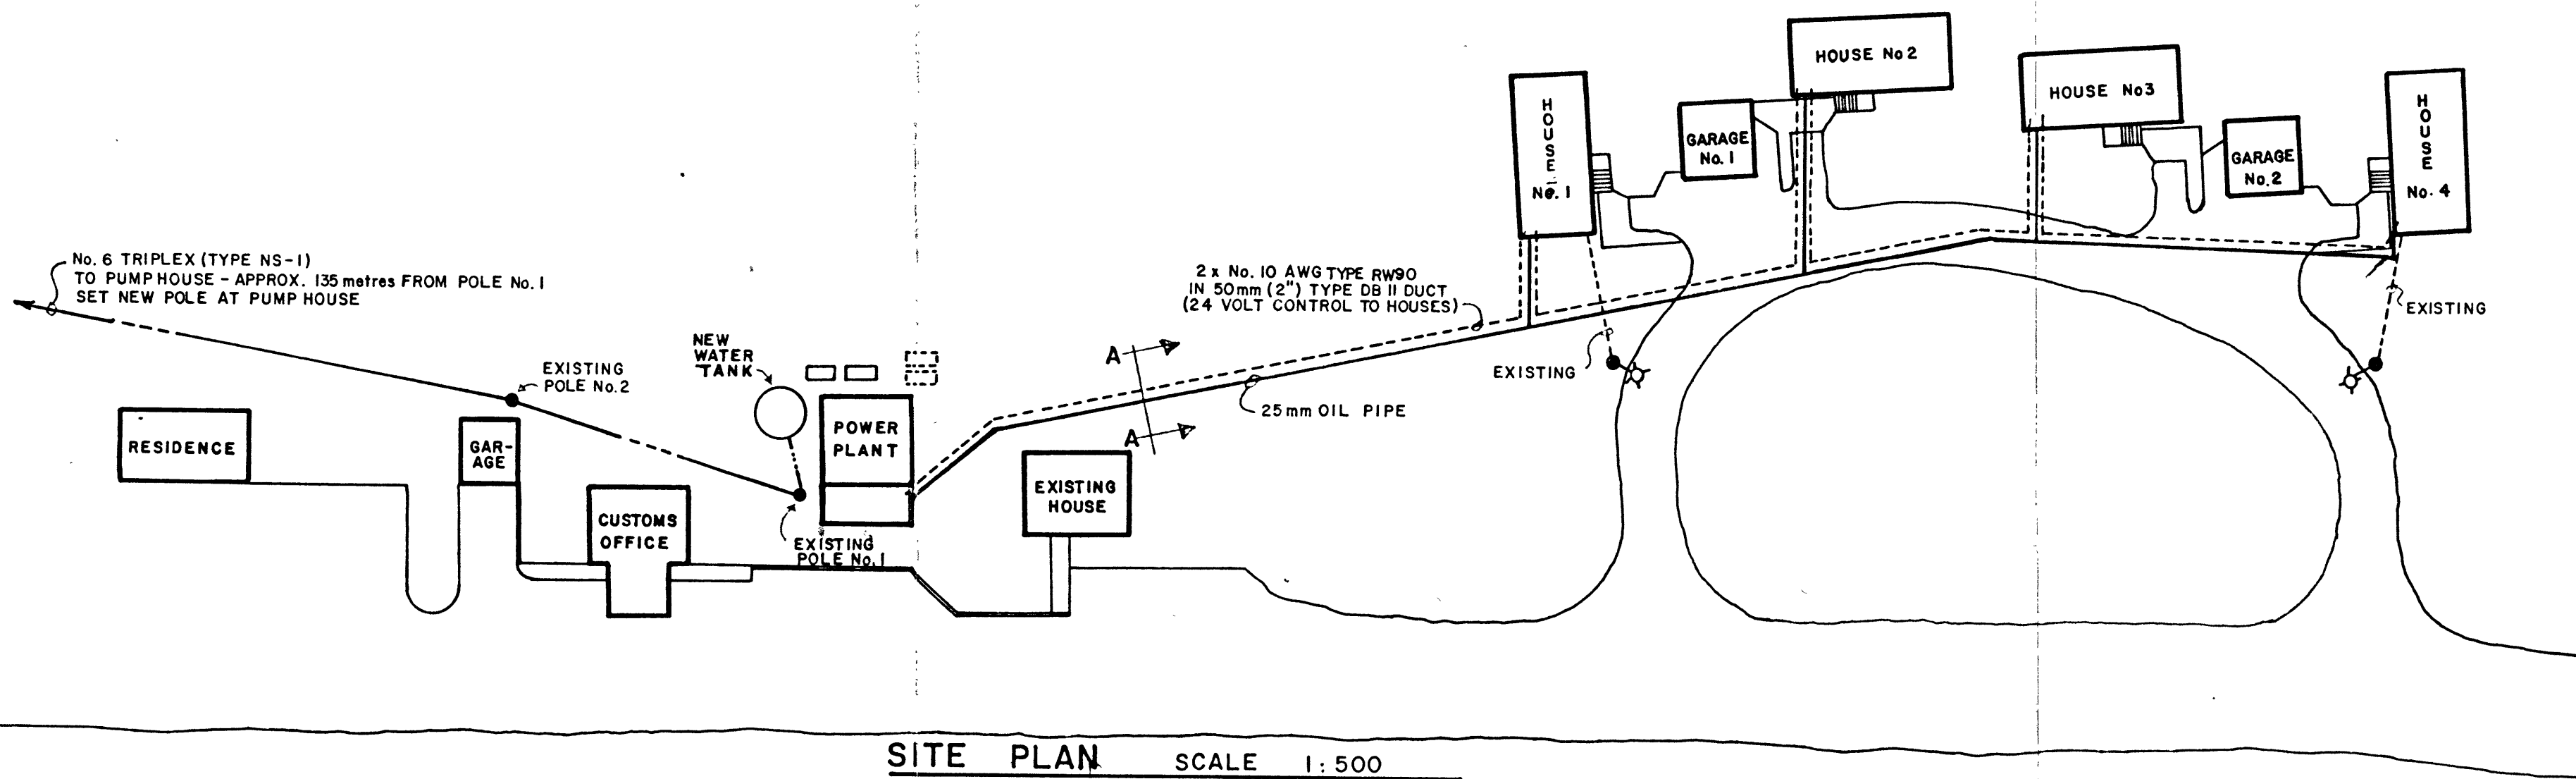 HOUSE No 2
HOUSE No3
HOUSE
No. 1
GARAGE
No. 1
GARAGE
No. 2
HOUSE
No. 4
No. 6 TRIPLEX (TYPE NS-1)
TO PUMPHOUSE - APPROX. 135 metres FROM POLE No. 1
SET NEW POLE AT PUMP HOUSE
2 x No. 10 AWG TYPE RW90
IN 50mm (2") TYPE DB II DUCT
(24 VOLT CONTROL TO HOUSES)
EXISTING
EXISTING
NEW
WATER
TANK
EXISTING
POLE No. 2
A
A
25mm OIL PIPE
RESIDENCE
GAR-
AGE
POWER
PLANT
EXISTING
HOUSE
CUSTOMS
OFFICE
EXISTING
POLE No. 1
SITE PLAN SCALE 1:500